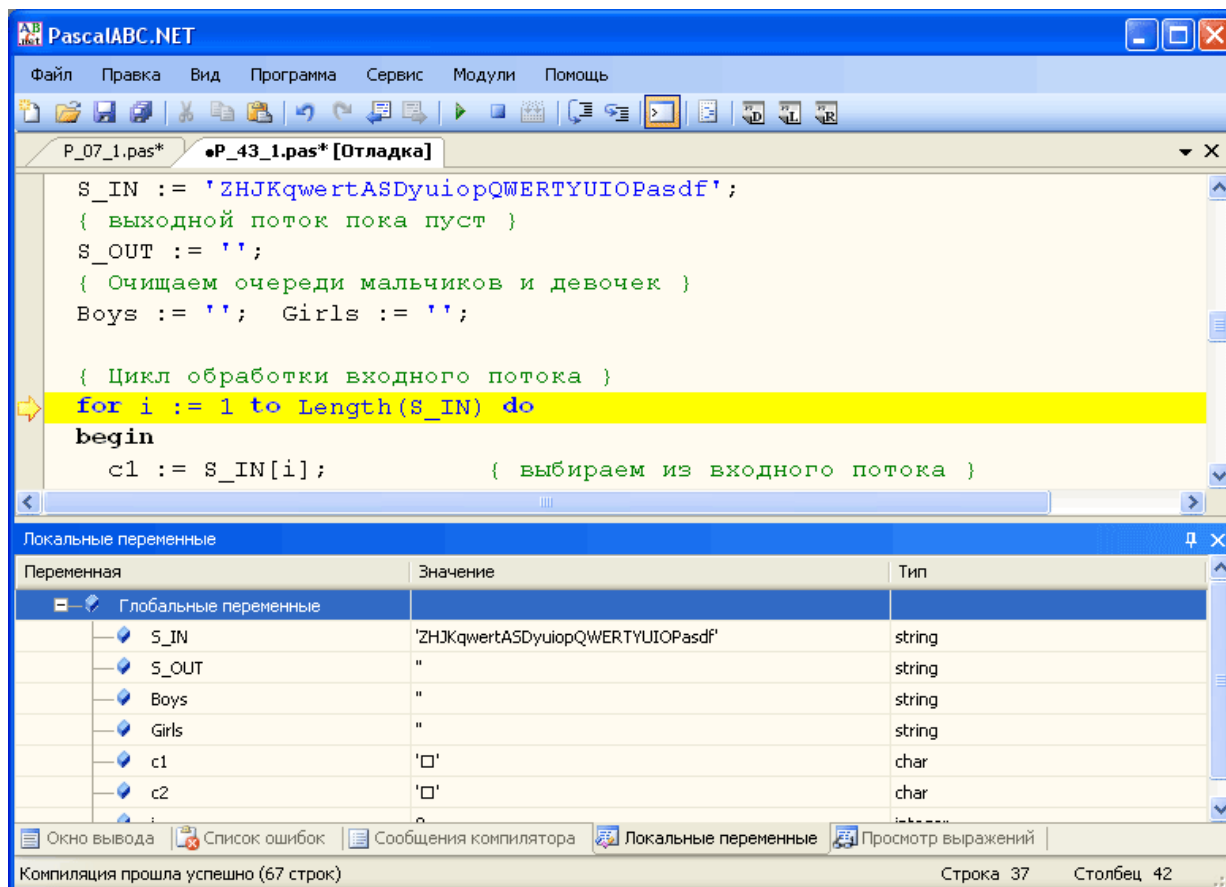 PascalABC.NET
Файл Правка Вид Программа Сервис Модули Помощь
P_07_1.pas* •P_43_1.pas* [Отладка]
S_IN := 'ZHJKqwertASDyuiopQWERTYUIOPasdf';
{ выходной поток пока пуст }
S_OUT := '';
{ Очищаем очереди мальчиков и девочек }
Boys := ''; Girls := '';
{ Цикл обработки входного потока }
for i := 1 to Length(S_IN) do
begin
c1 := S_IN[i]; { выбираем из входного потока }
Локальные переменные
Переменная Значение Тип
Глобальные переменные
S_IN 'ZHJKqwertASDyuiopQWERTYUIOPasdf' string
S_OUT '' string
Boys '' string
Girls '' string
c1 '□' char
c2 '□' char
Окно вывода Список ошибок Сообщения компилятора Локальные переменные Просмотр выражений
Компиляция прошла успешно (67 строк) Строка 37 Столбец 42